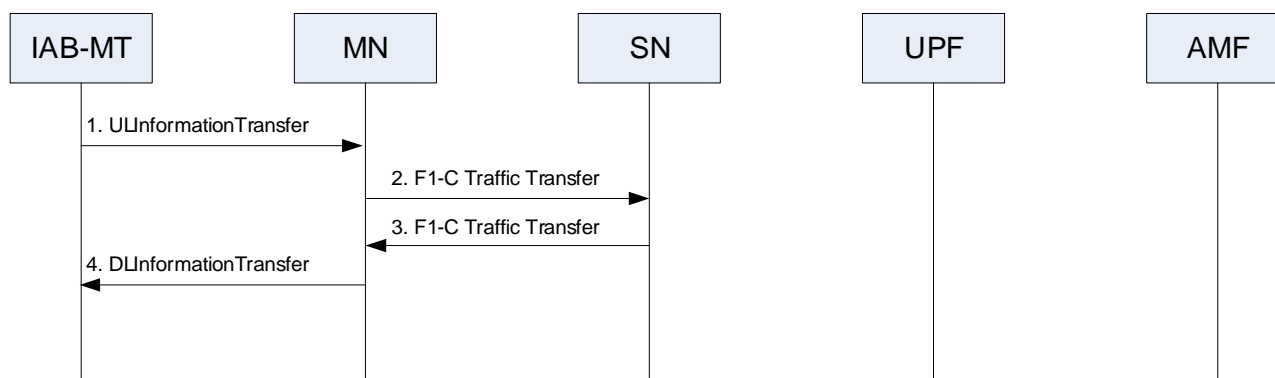 IAB-MT
MN
SN
UPF
AMF
1. ULInformationTransfer
2. F1-C Traffic Transfer
3. F1-C Traffic Transfer
4. DLInformationTransfer